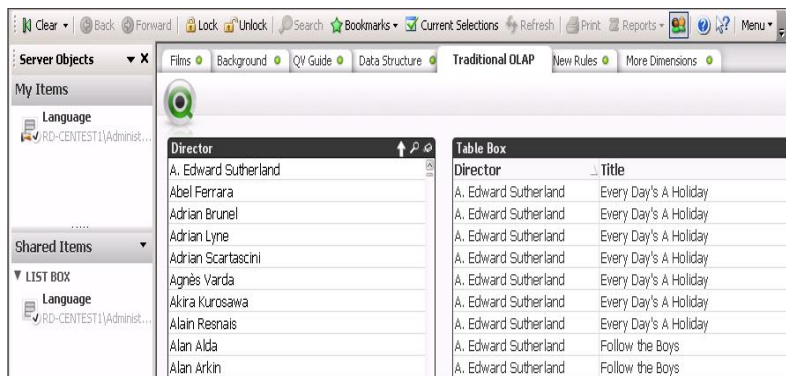 Clear Back Forward Lock Unlock Search Bookmarks Current Selections Refresh Print Reports Menu
Server Objects X
My Items
Language
RD-CENTEST1\Administ...
Shared Items
LIST BOX
Language
RD-CENTEST1\Administ...
Films Background QV Guide Data Structure Traditional OLAP New Rules More Dimensions
Director
A. Edward Sutherland
Abel Ferrara
Adrian Brunel
Adrian Lyne
Adrian Scartascini
Agnès Varda
Akira Kurosawa
Alain Resnais
Alan Alda
Alan Arkin
Table Box
Director Title
A. Edward Sutherland Every Day's A Holiday
A. Edward Sutherland Every Day's A Holiday
A. Edward Sutherland Every Day's A Holiday
A. Edward Sutherland Every Day's A Holiday
A. Edward Sutherland Every Day's A Holiday
A. Edward Sutherland Every Day's A Holiday
A. Edward Sutherland Every Day's A Holiday
A. Edward Sutherland Follow the Boys
A. Edward Sutherland Follow the Boys